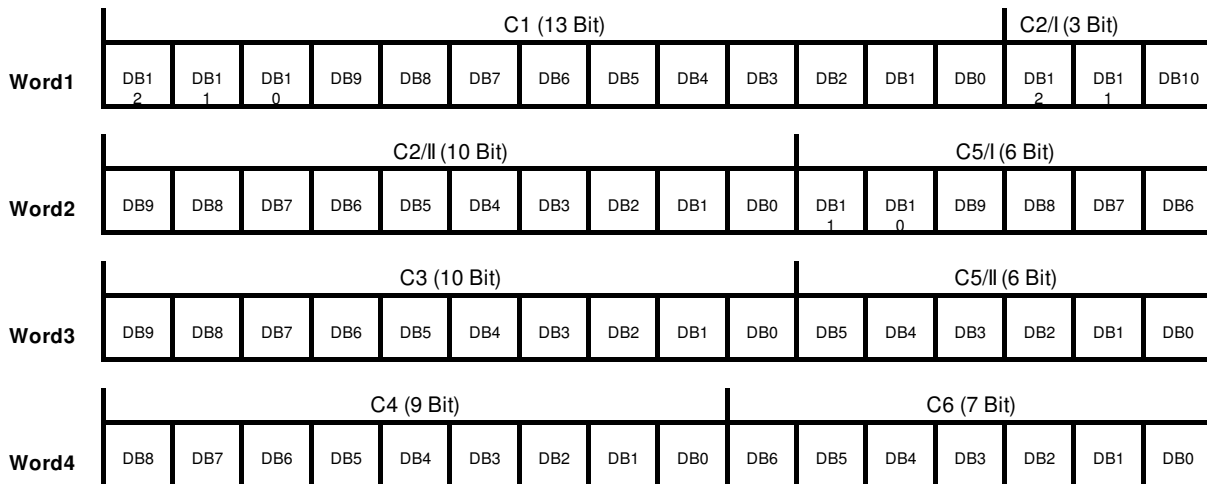 C1 (13 Bit) C2/I (3 Bit)
Word1 DB12 DB11 DB10 DB9 DB8 DB7 DB6 DB5 DB4 DB3 DB2 DB1 DB0 DB12 DB11 DB10
C2/II (10 Bit) C5/I (6 Bit)
Word2 DB9 DB8 DB7 DB6 DB5 DB4 DB3 DB2 DB1 DB0 DB11 DB10 DB9 DB8 DB7 DB6
C3 (10 Bit) C5/II (6 Bit)
Word3 DB9 DB8 DB7 DB6 DB5 DB4 DB3 DB2 DB1 DB0 DB5 DB4 DB3 DB2 DB1 DB0
C4 (9 Bit) C6 (7 Bit)
Word4 DB8 DB7 DB6 DB5 DB4 DB3 DB2 DB1 DB0 DB6 DB5 DB4 DB3 DB2 DB1 DB0